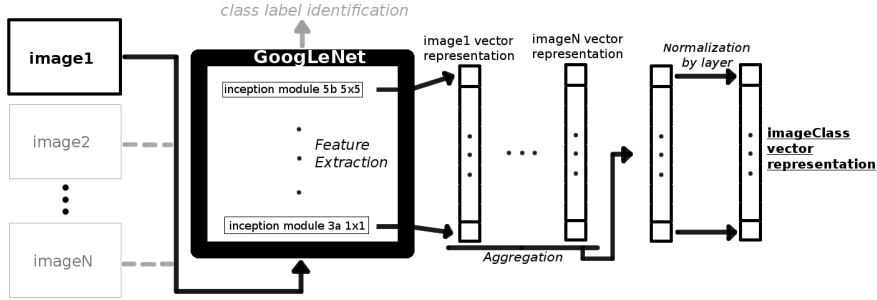 class label identification
image1
image2
imageN
GoogLeNet
inception module 5b 5x5
Feature
Extraction
inception module 3a 1x1
image1 vector
representation
imageN vector
representation
Aggregation
Normalization
by layer
imageClass
vector
representation